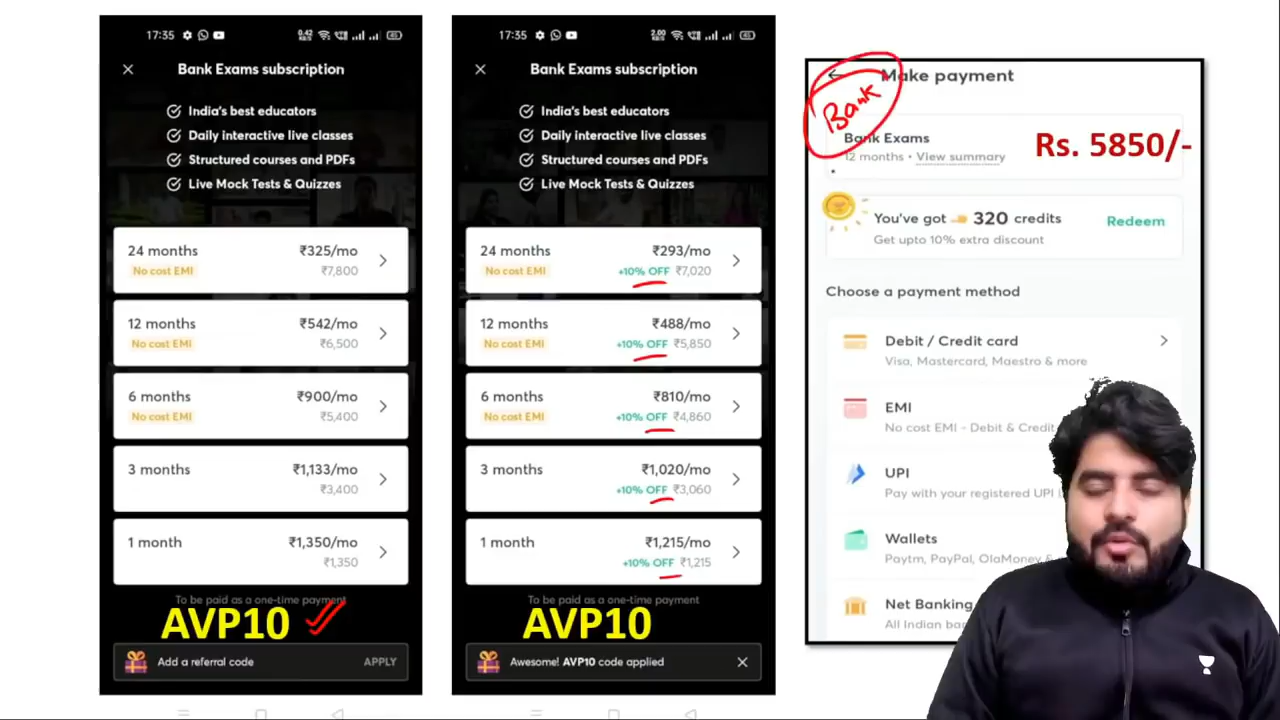 17:35
0.42 KB/S
4G
Bank Exams subscription
India's best educators
Daily interactive live classes
Structured courses and PDFs
Live Mock Tests & Quizzes
24 months ₹325/mo
No cost EMI ₹7,800
12 months ₹542/mo
No cost EMI ₹6,500
6 months ₹900/mo
No cost EMI ₹5,400
3 months ₹1,133/mo
₹3,400
1 month ₹1,350/mo
₹1,350
To be paid as a one-time payment
AVP10
Add a referral code APPLY
17:35
2.00 KB/S
4G
Bank Exams subscription
India's best educators
Daily interactive live classes
Structured courses and PDFs
Live Mock Tests & Quizzes
24 months ₹293/mo
No cost EMI +10% OFF ₹7,020
12 months ₹488/mo
No cost EMI +10% OFF ₹5,850
6 months ₹810/mo
No cost EMI +10% OFF ₹4,860
3 months ₹1,020/mo
+10% OFF ₹3,060
1 month ₹1,215/mo
+10% OFF ₹1,215
To be paid as a one-time payment
AVP10
Awesome! AVP10 code applied
Make payment
Bank
Bank Exams
12 months • View summary
Rs. 5850/-
You've got 320 credits
Redeem
Get upto 10% extra discount
Choose a payment method
Debit / Credit card
Visa, Mastercard, Maestro & more
EMI
No cost EMI - Debit & Credit
UPI
Pay with your registered UPI
Wallets
Paytm, PayPal, OlaMoney &
Net Banking
All Indian